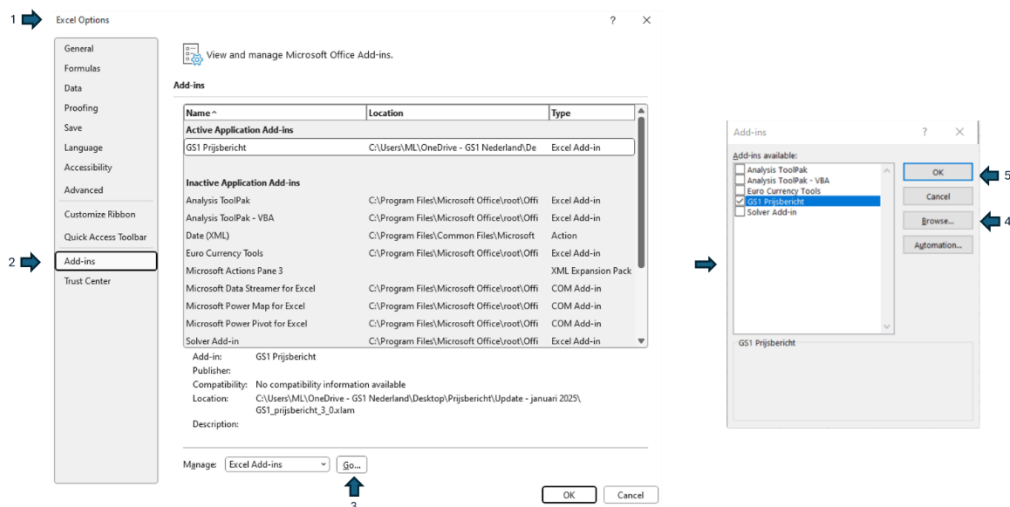 1
Excel Options
? ×
General
Formulas
Data
Proofing
Save
Language
Accessibility
Advanced
Customize Ribbon
Quick Access Toolbar
2
Add-ins
Trust Center
View and manage Microsoft Office Add-ins.
Add-ins
Name Location Type
Active Application Add-ins
GS1 Prijsbericht C:\Users\ML\OneDrive - GS1 Nederland\De Excel Add-in
Inactive Application Add-ins
Analysis ToolPak C:\Program Files\Microsoft Office\root\Offi Excel Add-in
Analysis ToolPak - VBA C:\Program Files\Microsoft Office\root\Offi Excel Add-in
Date (XML) C:\Program Files\Common Files\Microsoft Action
Euro Currency Tools C:\Program Files\Microsoft Office\root\Offi Excel Add-in
Microsoft Actions Pane 3 XML Expansion Pack
Microsoft Data Streamer for Excel C:\Program Files\Microsoft Office\root\Offi COM Add-in
Microsoft Power Map for Excel C:\Program Files\Microsoft Office\root\Offi COM Add-in
Microsoft Power Pivot for Excel C:\Program Files\Microsoft Office\root\Offi COM Add-in
Solver Add-in C:\Program Files\Microsoft Office\root\Offi Excel Add-in
Add-in: GS1 Prijsbericht
Publisher:
Compatibility: No compatibility information available
Location: C:\Users\ML\OneDrive - GS1 Nederland\Desktop\Prijsbericht\Update - januari 2025\
GS1_prijsbericht_3_0.xlam
Description:
Manage: Excel Add-ins Go...
3
OK Cancel
Add-ins ? ×
Add-ins available:
Analysis ToolPak
Analysis ToolPak - VBA
Euro Currency Tools
GS1 Prijsbericht
Solver Add-in
OK 5
Cancel
Browse... 4
Automation...
GS1 Prijsbericht